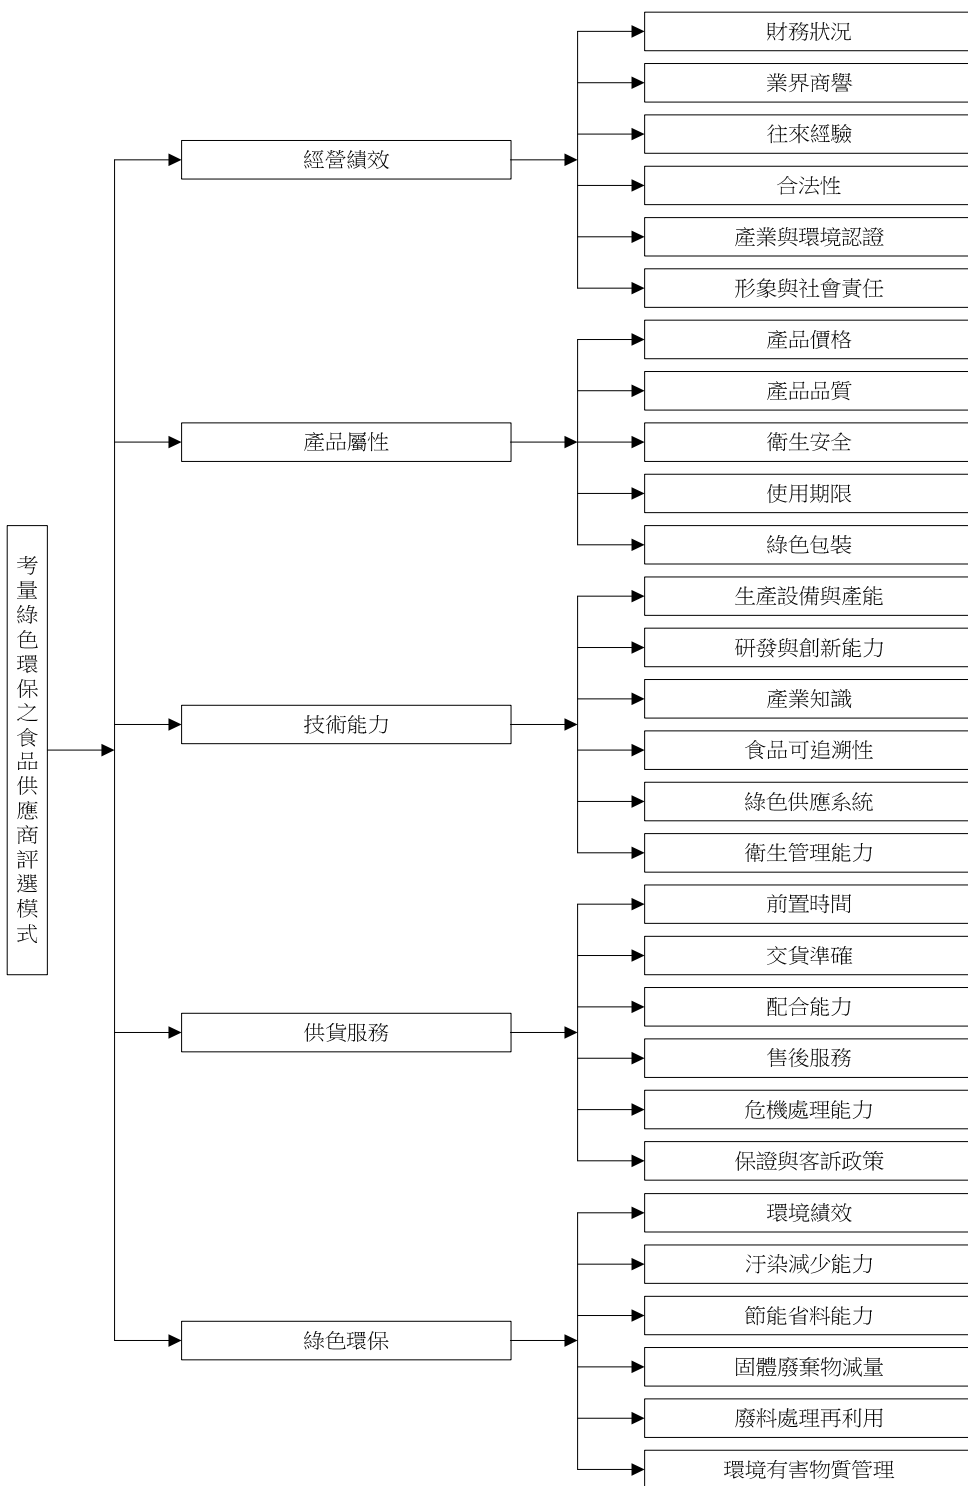 考量綠色環保之食品供應商評選模式
經營績效
財務狀況
業界商譽
往來經驗
合法性
產業與環境認證
形象與社會責任
產品屬性
產品價格
產品品質
衛生安全
使用期限
綠色包裝
技術能力
生產設備與產能
研發與創新能力
產業知識
食品可追溯性
綠色供應系統
衛生管理能力
供貨服務
前置時間
交貨準確
配合能力
售後服務
危機處理能力
保證與客訴政策
綠色環保
環境績效
汙染減少能力
節能省料能力
固體廢棄物減量
廢料處理再利用
環境有害物質管理